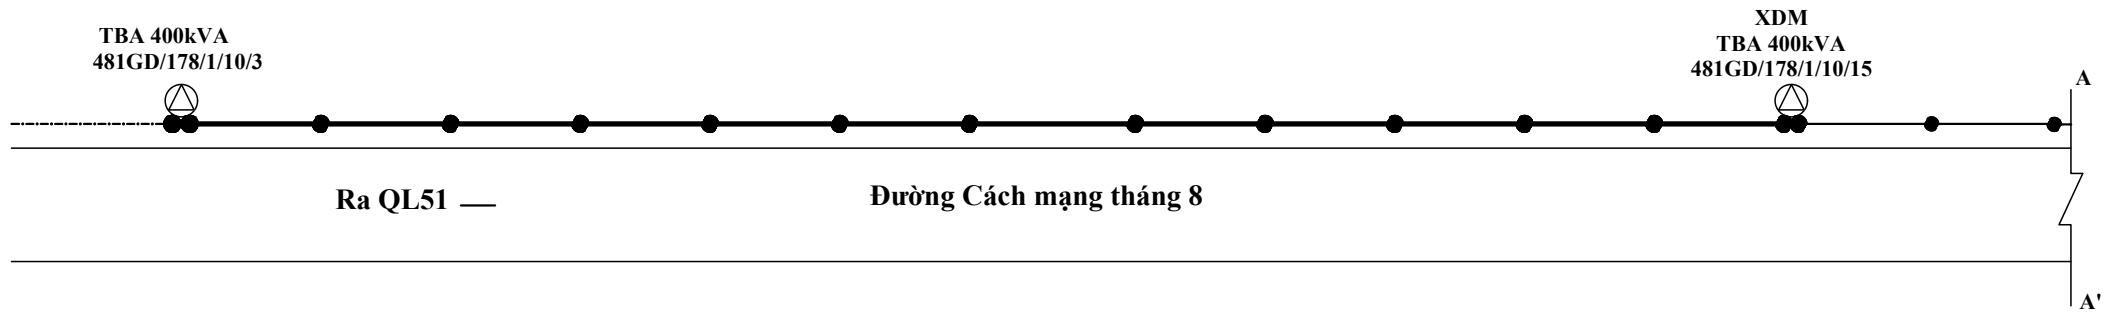 TBA 400kVA
481GD/178/1/10/3
XDM
TBA 400kVA
481GD/178/1/10/15
A
Ra QL51
Đường Cách mạng tháng 8
A'